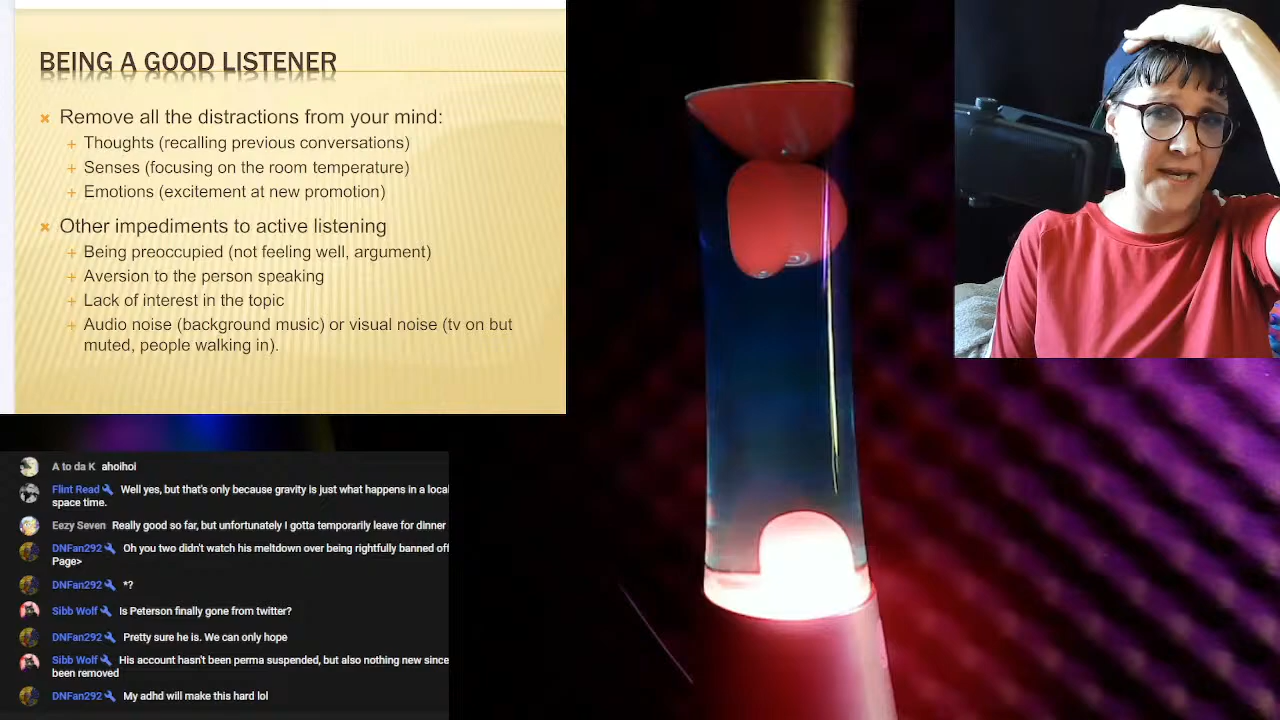 BEING A GOOD LISTENER
Remove all the distractions from your mind:
+ Thoughts (recalling previous conversations)
+ Senses (focusing on the room temperature)
+ Emotions (excitement at new promotion)
Other impediments to active listening
+ Being preoccupied (not feeling well, argument)
+ Aversion to the person speaking
+ Lack of interest in the topic
+ Audio noise (background music) or visual noise (tv on but
muted, people walking in).
A to da K ahoihoi
Flint Read Well yes, but that's only because gravity is just what happens in a local
space time.
Eezy Seven Really good so far, but unfortunately I gotta temporarily leave for dinner
DNFan292 Oh you two didn't watch his meltdown over being rightfully banned off
Page>
DNFan292 *?
Sibb Wolf Is Peterson finally gone from twitter?
DNFan292 Pretty sure he is. We can only hope
Sibb Wolf His account hasn't been perma suspended, but also nothing new since
been removed
DNFan292 My adhd will make this hard lol